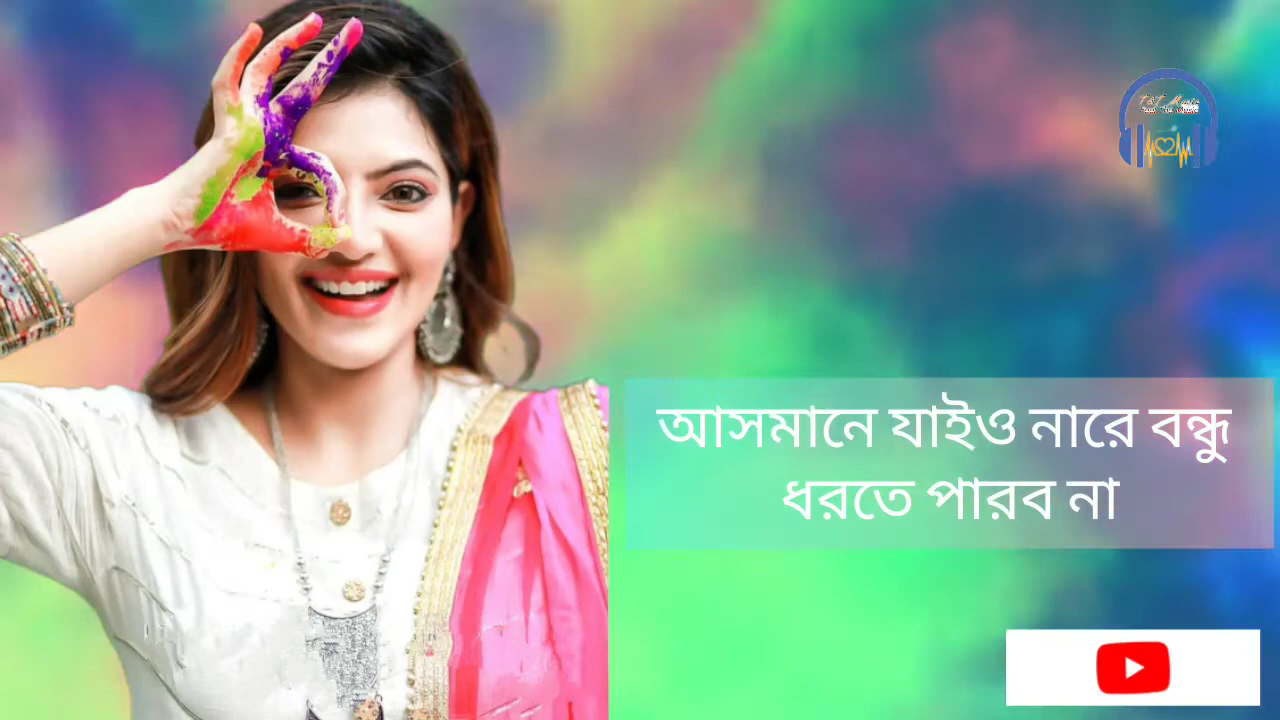 আসমানে যাইও নারে বন্ধু
ধরতে পারব না